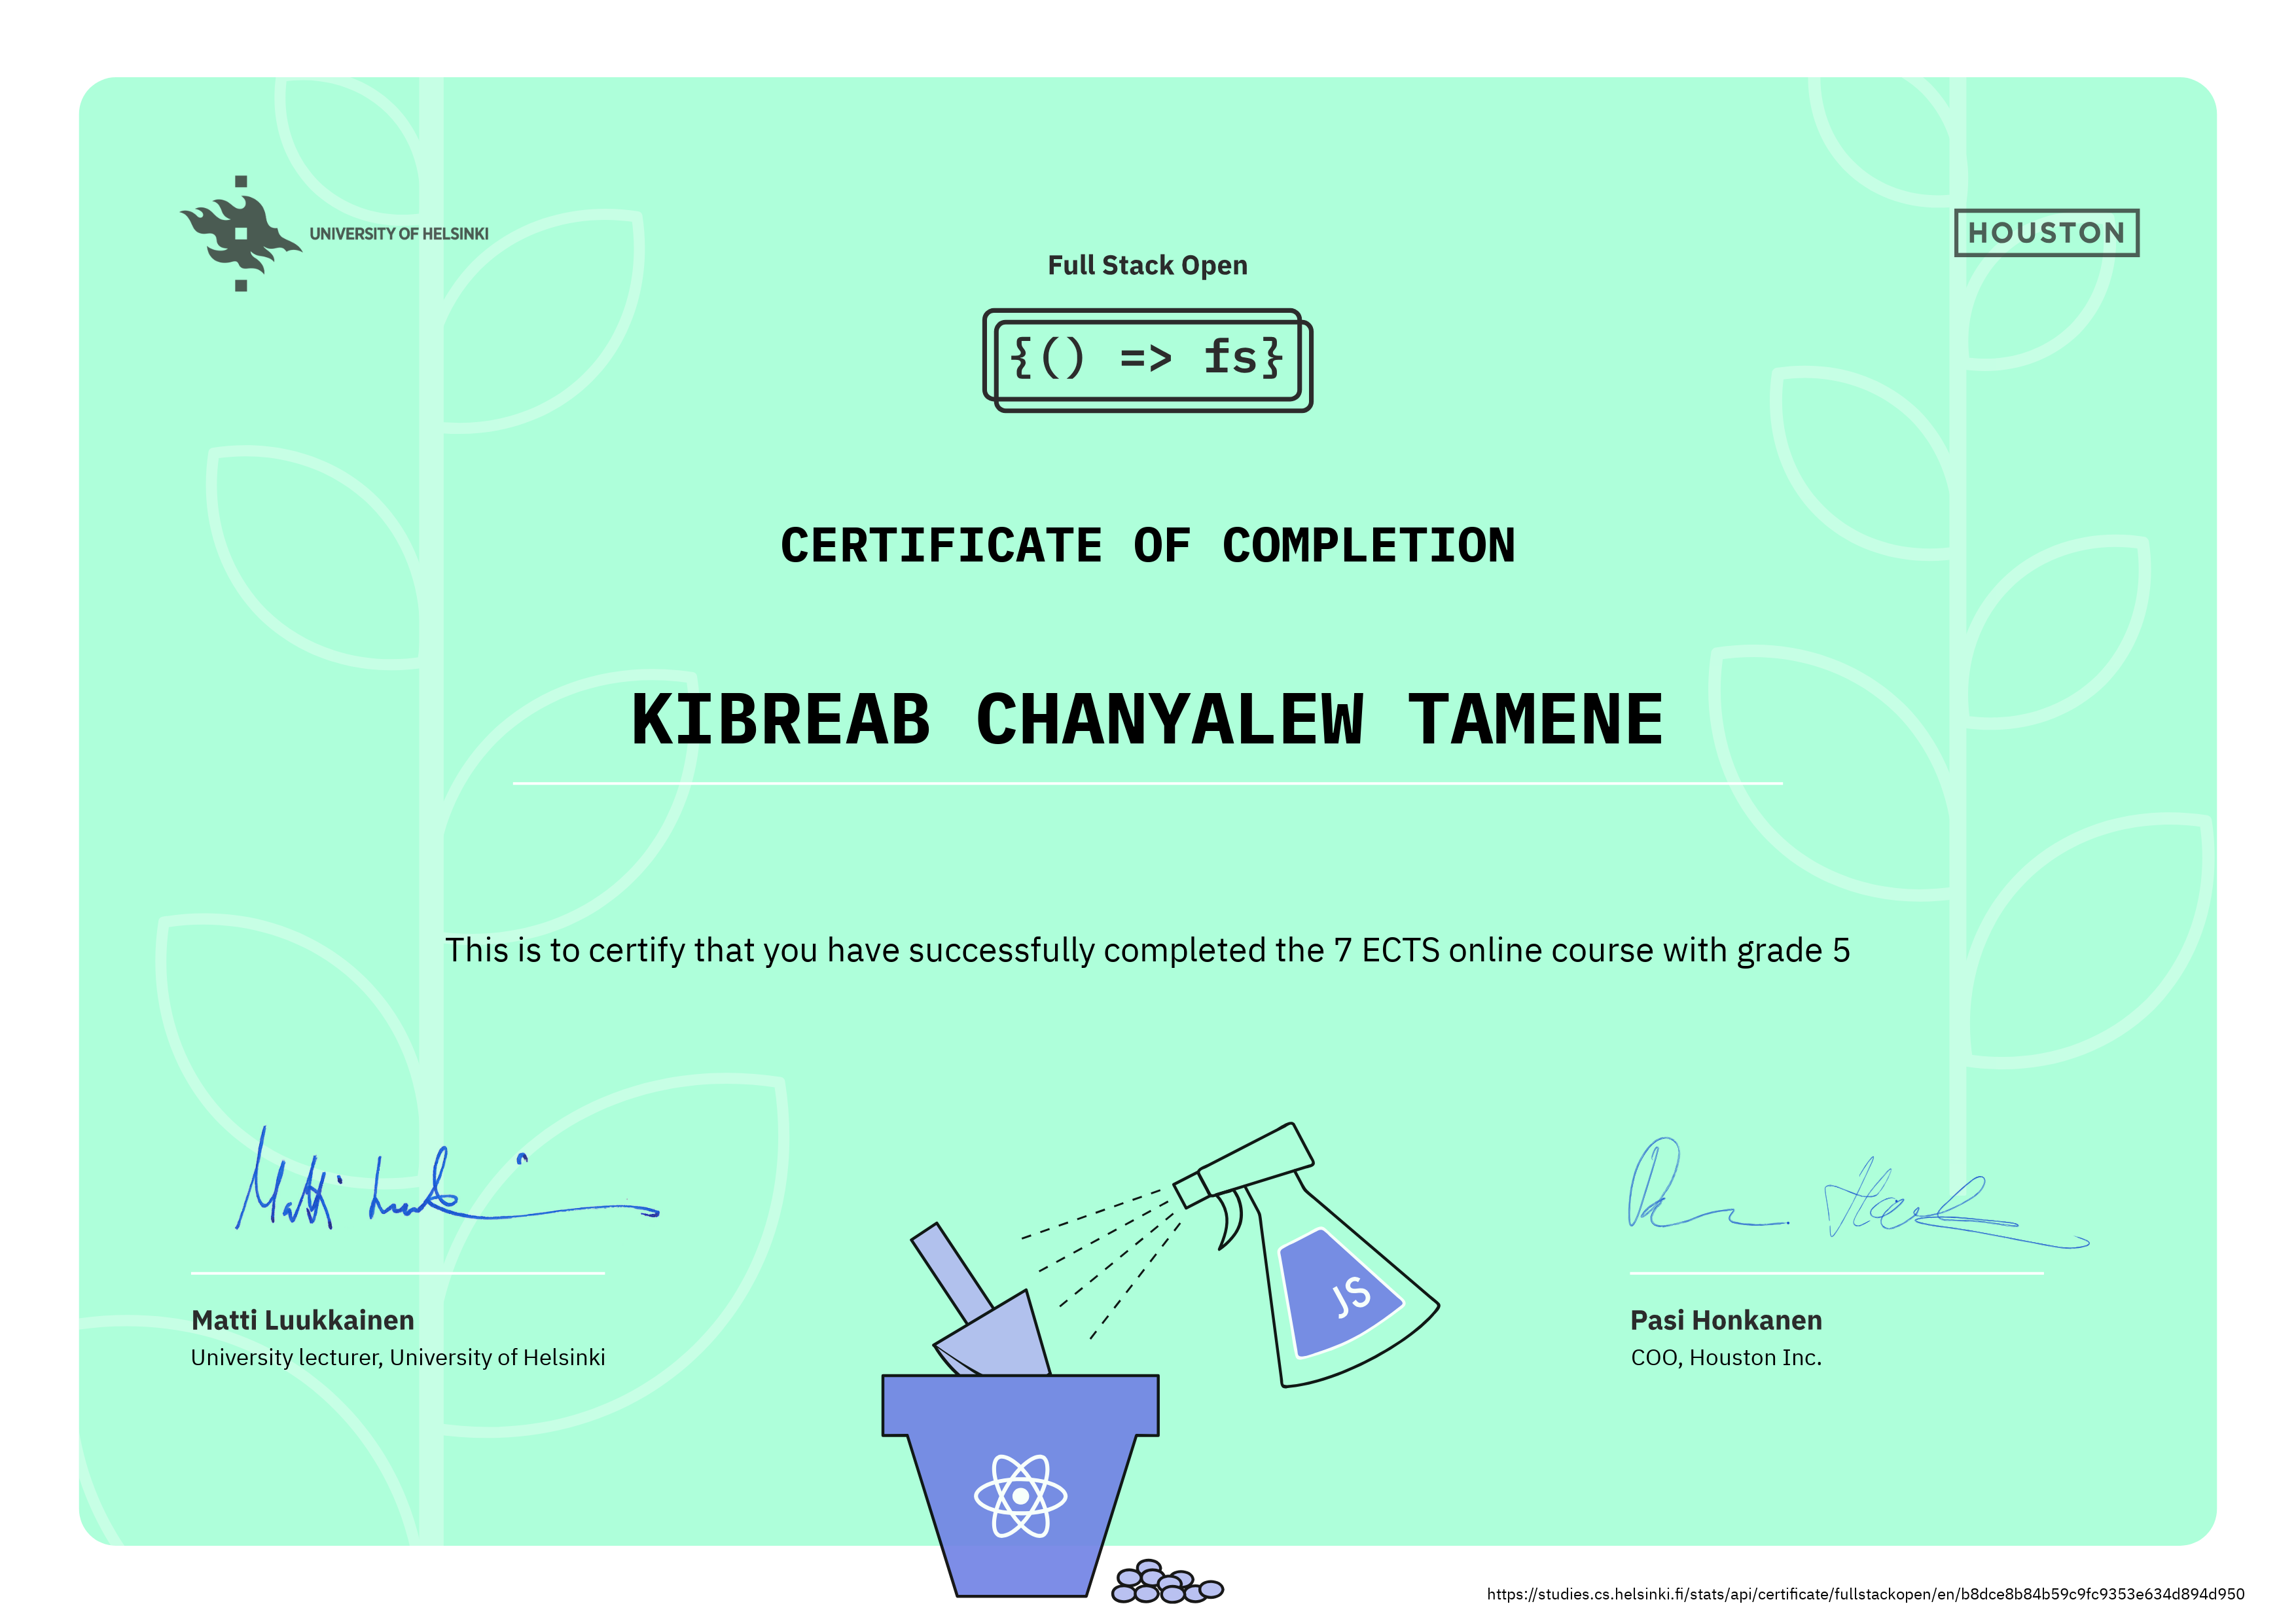 UNIVERSITY OF HELSINKI
HOUSTON
Full Stack Open
{() => fs}
CERTIFICATE OF COMPLETION
KIBREAB CHANYALEW TAMENE
This is to certify that you have successfully completed the 7 ECTS online course with grade 5
JS
Matti Luukkainen
University lecturer, University of Helsinki
Pasi Honkanen
COO, Houston Inc.
https://studies.cs.helsinki.fi/stats/api/certificate/fullstackopen/en/b8dce8b84b59c9fc9353e634d894d950